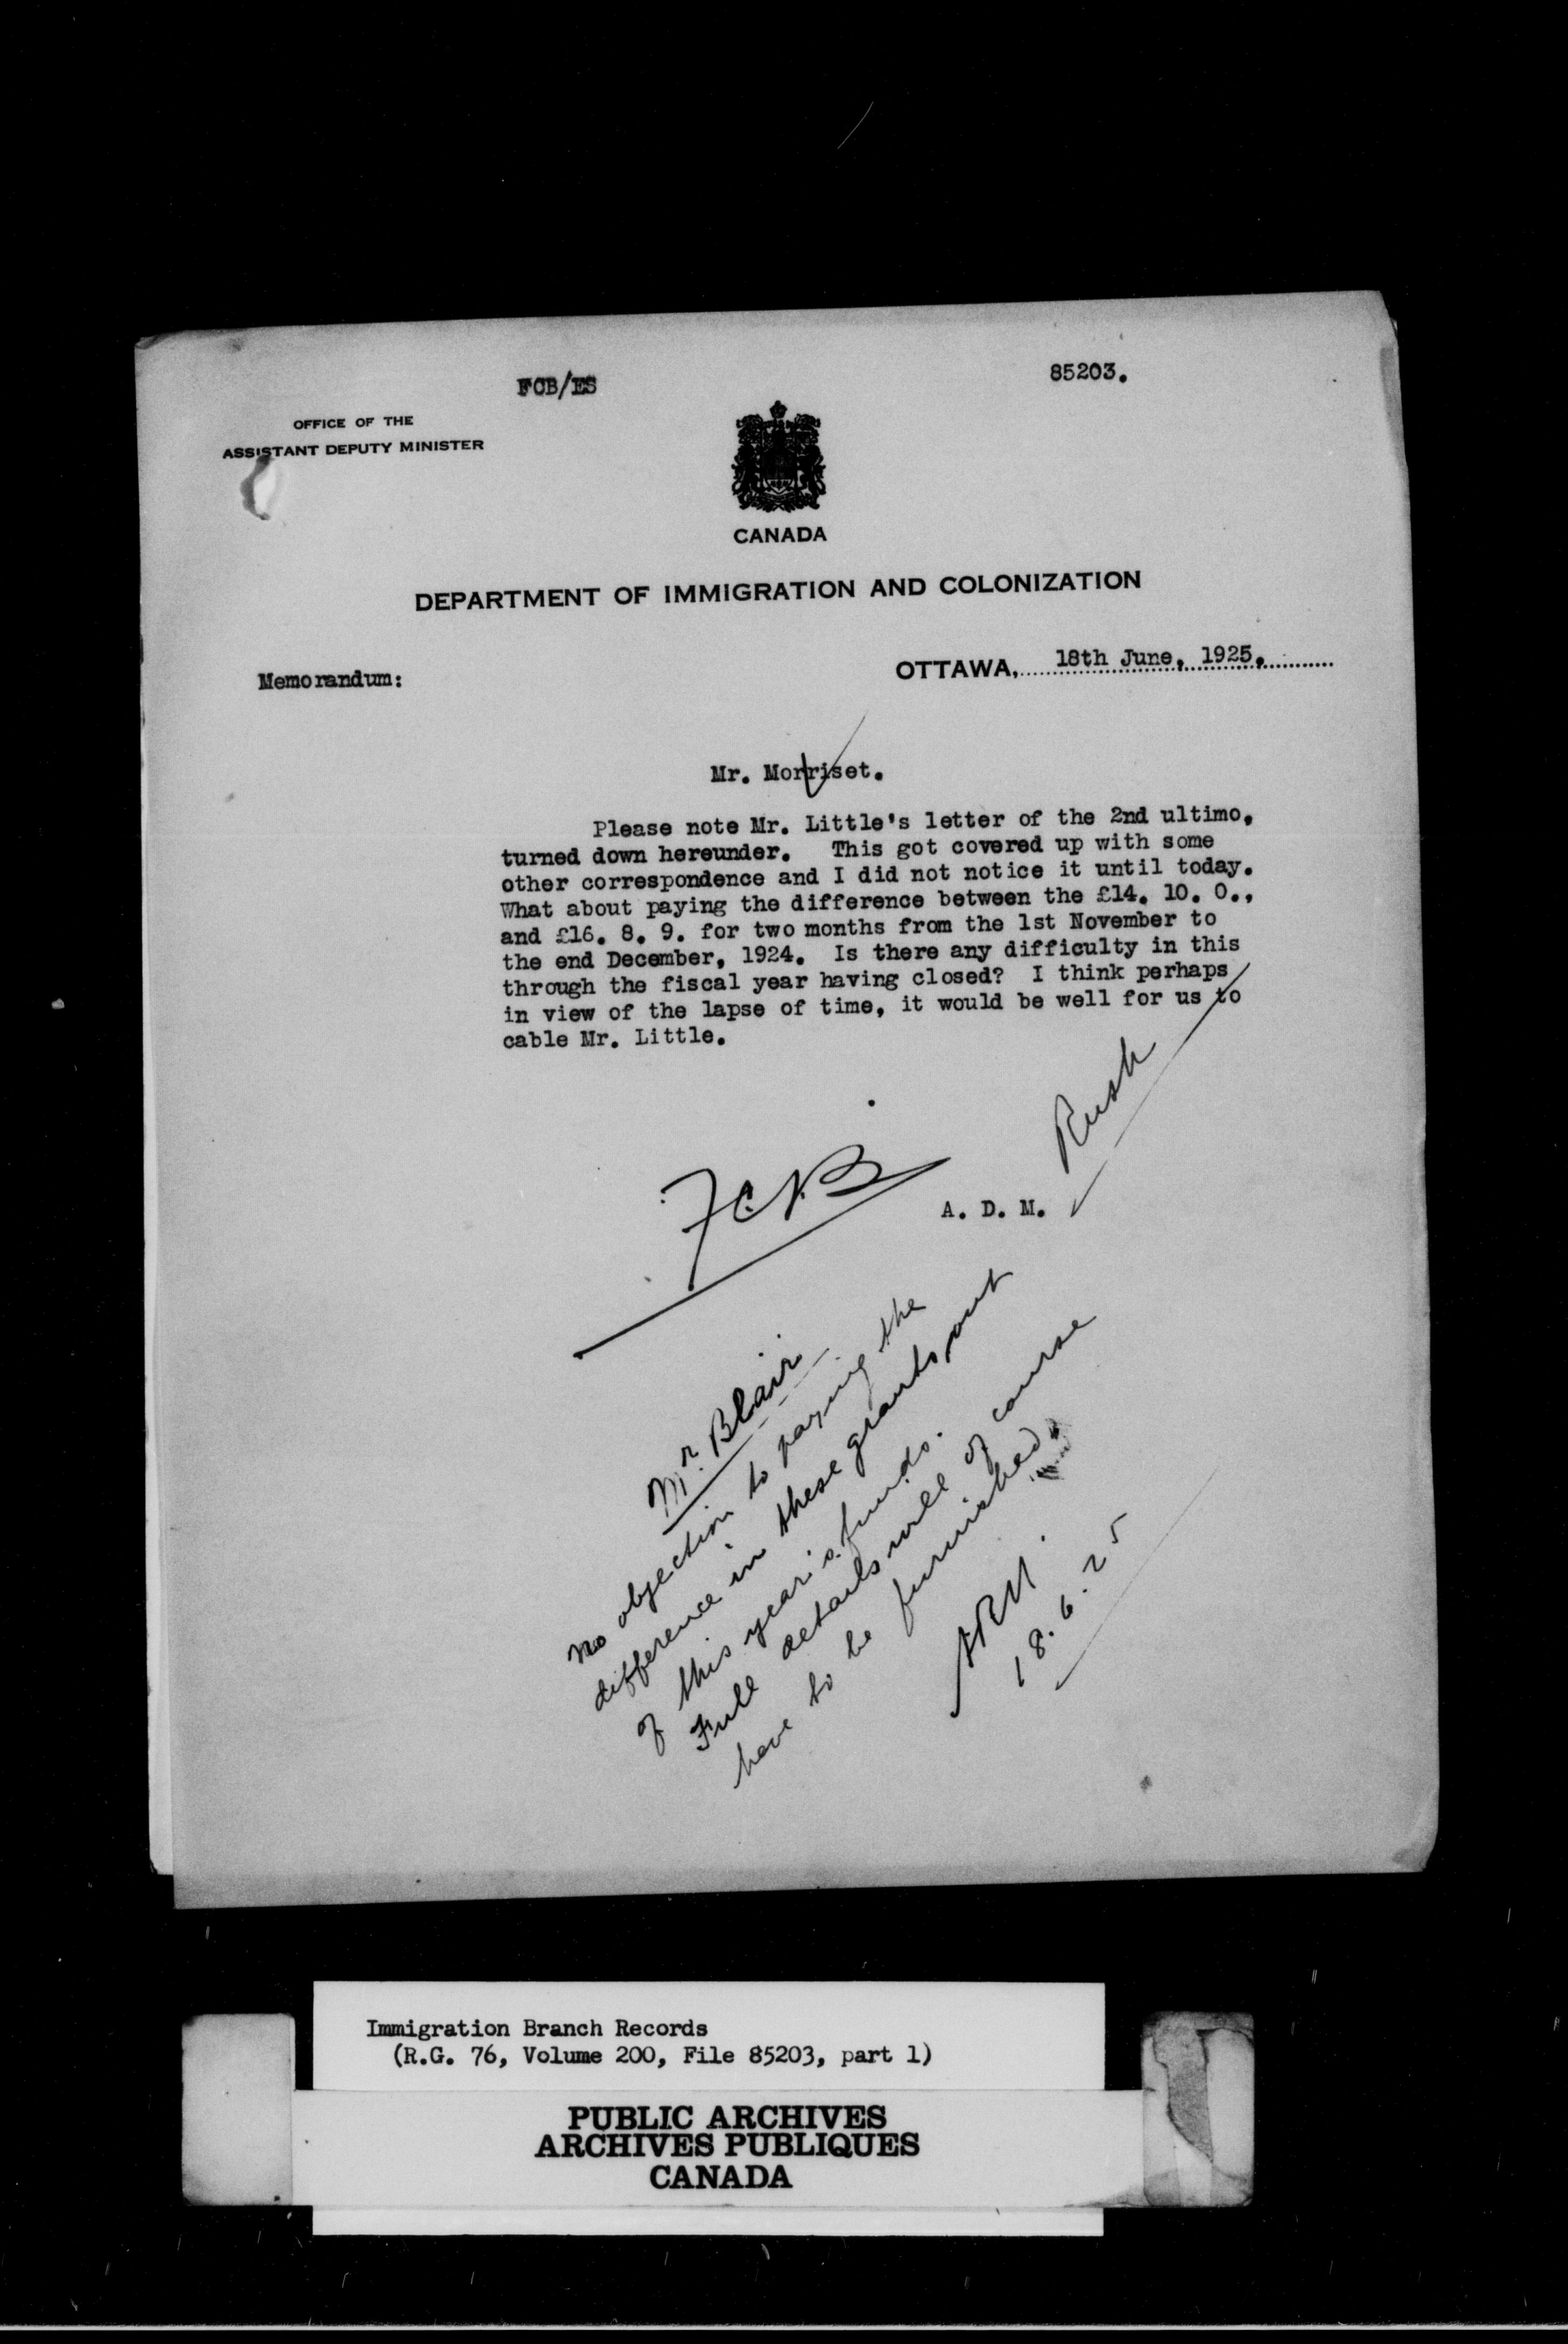 FCB/ES
85203.
OFFICE OF THE
ASSISTANT DEPUTY MINISTER
CANADA
DEPARTMENT OF IMMIGRATION AND COLONIZATION
OTTAWA, 18th June, 1925.
Memorandum:
Mr. Morriset.
Please note Mr. Little's letter of the 2nd ultimo,
turned down hereunder. This got covered up with some
other correspondence and I did not notice it until today.
What about paying the difference between the £14. 10. 0.,
and £16. 8. 9. for two months from the 1st November to
the end December, 1924. Is there any difficulty in this
through the fiscal year having closed? I think perhaps
in view of the lapse of time, it would be well for us to
cable Mr. Little.
Rush
FCB
A. D. M.
Mr. Blair
No objection to paying the
difference in these grants, out
of this year's funds.
Full details will of course
have to be furnished.
18.6.25
Immigration Branch Records
(R.G. 76, Volume 200, File 85203, part 1)
PUBLIC ARCHIVES
ARCHIVES PUBLIQUES
CANADA